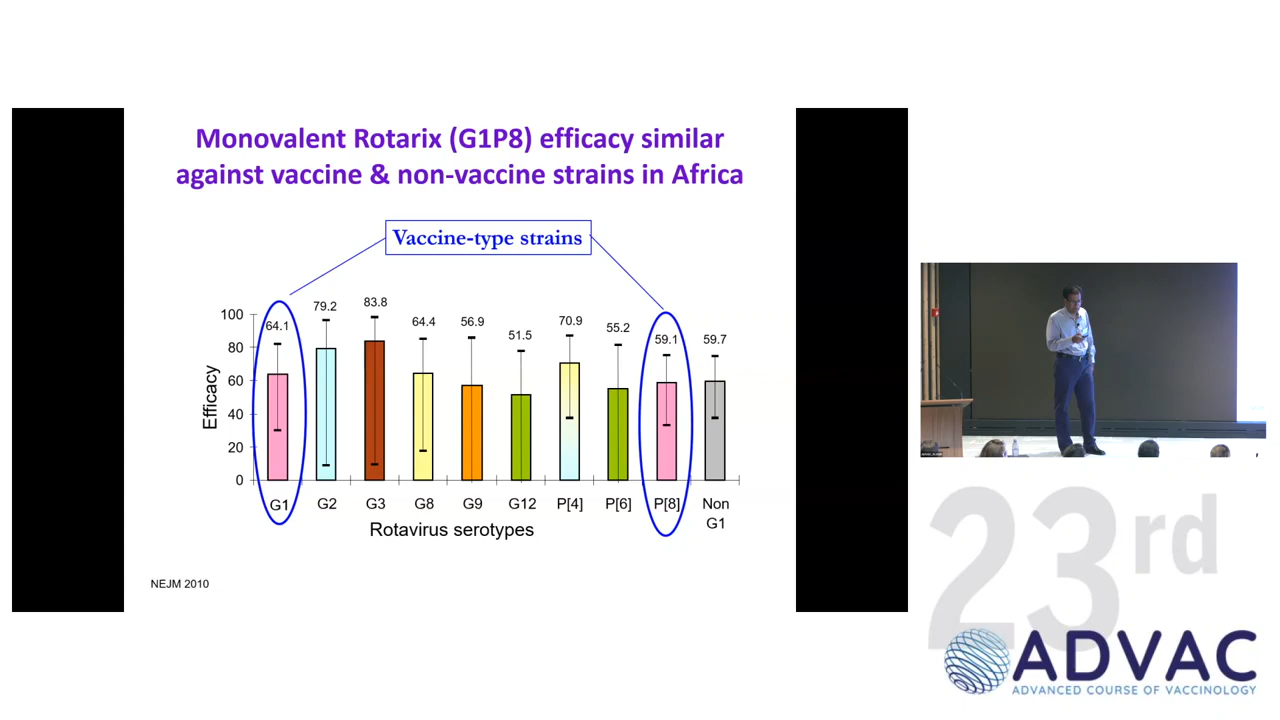 Monovalent Rotarix (G1P8) efficacy similar
against vaccine & non-vaccine strains in Africa
Vaccine-type strains
100
80
60
40
20
0
Efficacy
64.1
79.2
83.8
64.4
56.9
51.5
70.9
55.2
59.1
59.7
G1
G2
G3
G8
G9
G12
P[4]
P[6]
P[8]
Non
G1
Rotavirus serotypes
NEJM 2010
23rd
ADVAC
ADVANCED COURSE OF VACCINOLOGY